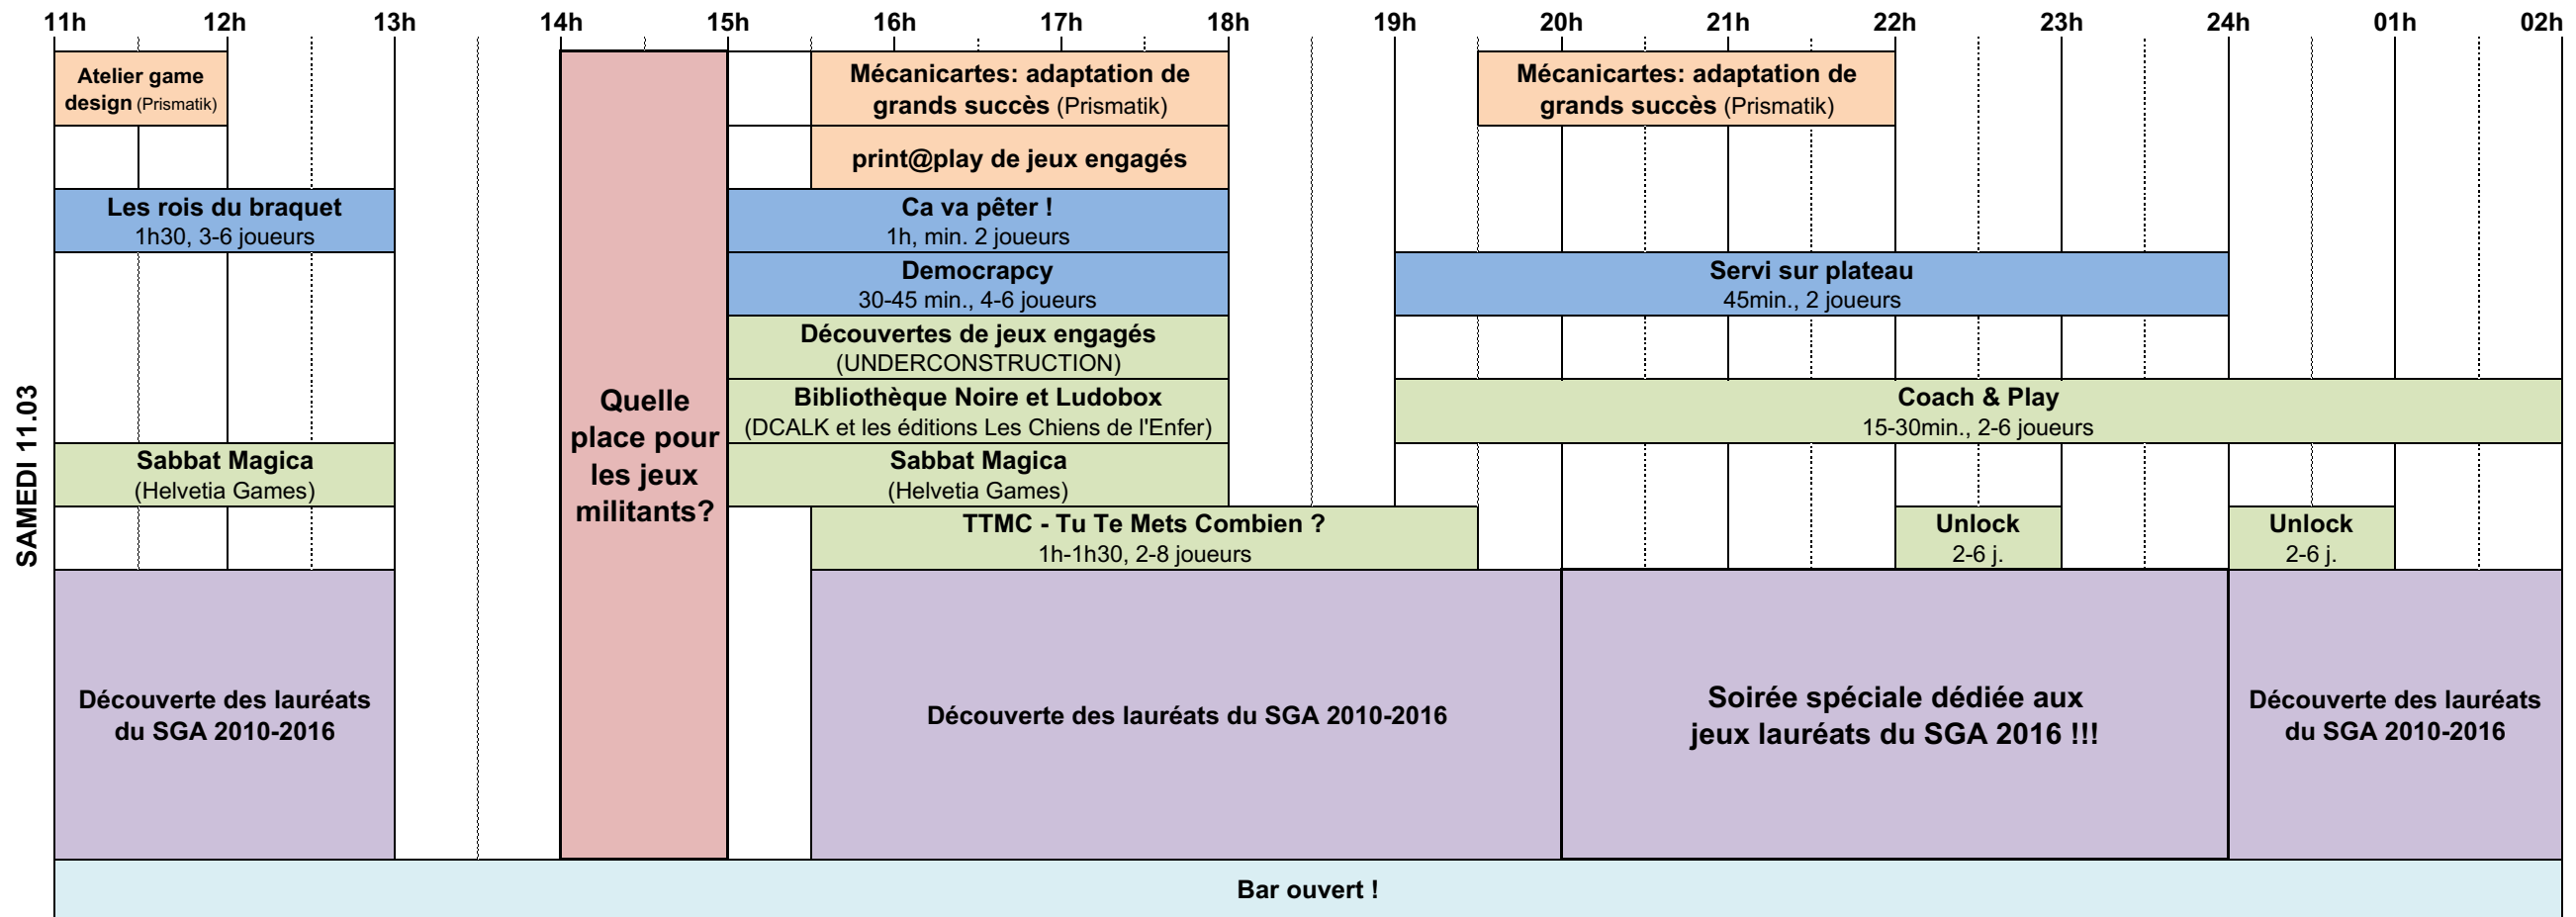 11h 12h 13h 14h 15h 16h 17h 18h 19h 20h 21h 22h 23h 24h 01h 02h
SAMEDI 11.03
Atelier game
design (Prismatik)
Mécanicartes: adaptation de
grands succès (Prismatik)
Mécanicartes: adaptation de
grands succès (Prismatik)
print@play de jeux engagés
Les rois du braquet
1h30, 3-6 joueurs
Ca va pêter !
1h, min. 2 joueurs
Democrapcy
30-45 min., 4-6 joueurs
Servi sur plateau
45min., 2 joueurs
Découvertes de jeux engagés
(UNDERCONSTRUCTION)
Quelle
place pour
les jeux
militants?
Bibliothèque Noire et Ludobox
(DCALK et les éditions Les Chiens de l'Enfer)
Coach & Play
15-30min., 2-6 joueurs
Sabbat Magica
(Helvetia Games)
Sabbat Magica
(Helvetia Games)
TTMC - Tu Te Mets Combien ?
1h-1h30, 2-8 joueurs
Unlock
2-6 j.
Unlock
2-6 j.
Découverte des lauréats
du SGA 2010-2016
Découverte des lauréats du SGA 2010-2016
Soirée spéciale dédiée aux
jeux lauréats du SGA 2016 !!!
Découverte des lauréats
du SGA 2010-2016
Bar ouvert !